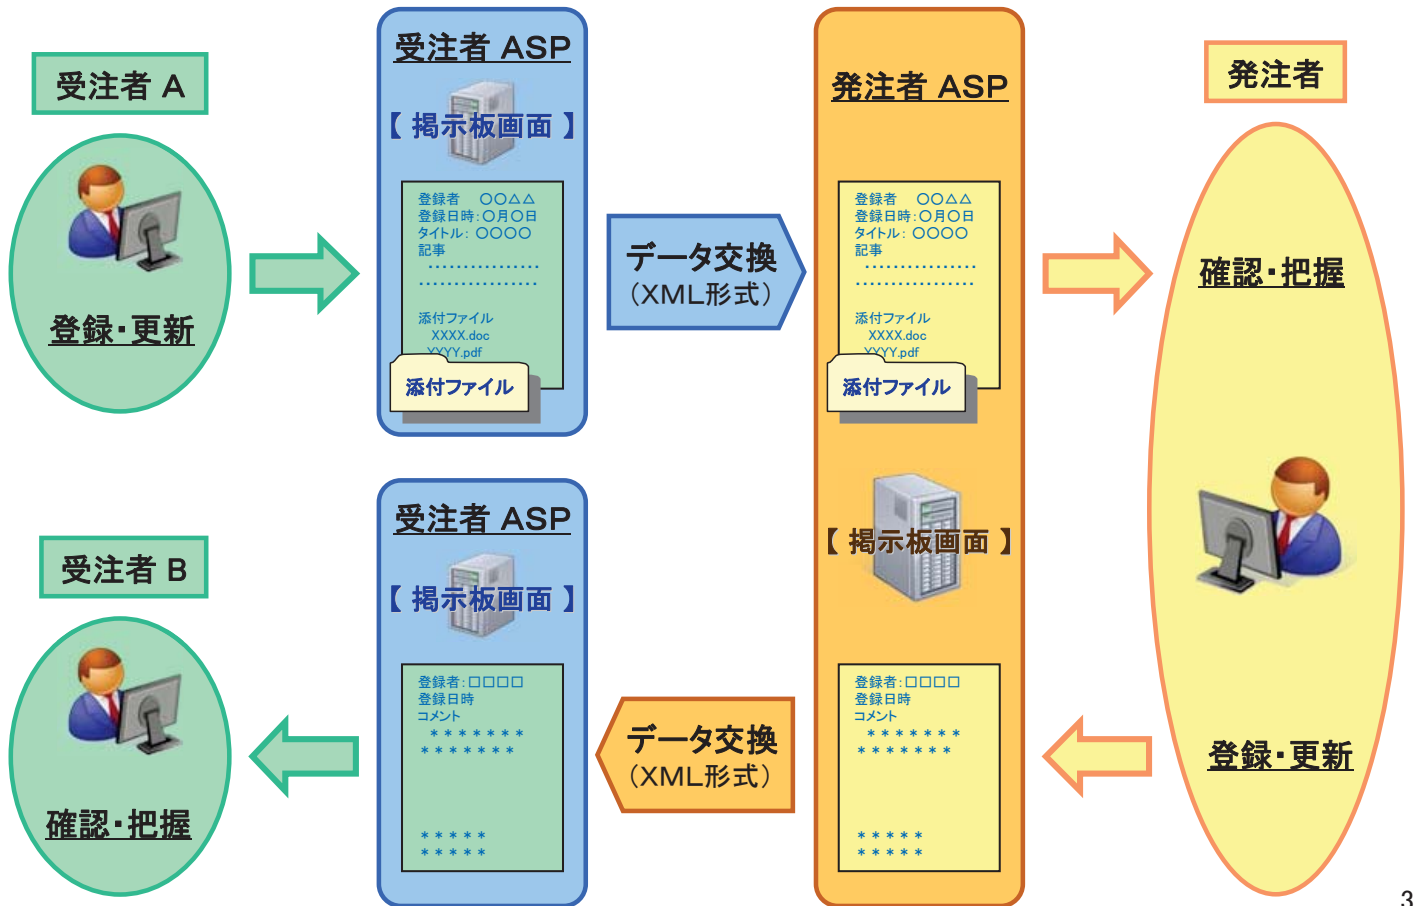 受注者 A
登録・更新
受注者 ASP
【 掲示板画面 】
登録者　〇〇△△
登録日時：〇月〇日
タイトル： 〇〇〇〇
記事
・・・・・・・・・・・・・・・・
・・・・・・・・・・・・・・・・・
添付ファイル
XXXX.doc
YYYY.pdf
添付ファイル
データ交換
（XML形式）
発注者 ASP
登録者　〇〇△△
登録日時：〇月〇日
タイトル： 〇〇〇〇
記事
・・・・・・・・・・・・・・・・
・・・・・・・・・・・・・・・・・
添付ファイル
XXXX.doc
YYYY.pdf
添付ファイル
【 掲示板画面 】
発注者
確認・把握
登録・更新
受注者 B
確認・把握
受注者 ASP
【 掲示板画面 】
登録者：□□□□
登録日時
コメント
＊＊＊＊＊＊＊
＊＊＊＊＊＊＊
＊＊＊＊＊
＊＊＊＊＊
データ交換
（XML形式）
登録者：□□□□
登録日時
コメント
＊＊＊＊＊＊＊
＊＊＊＊＊＊＊
＊＊＊＊＊
＊＊＊＊＊
3